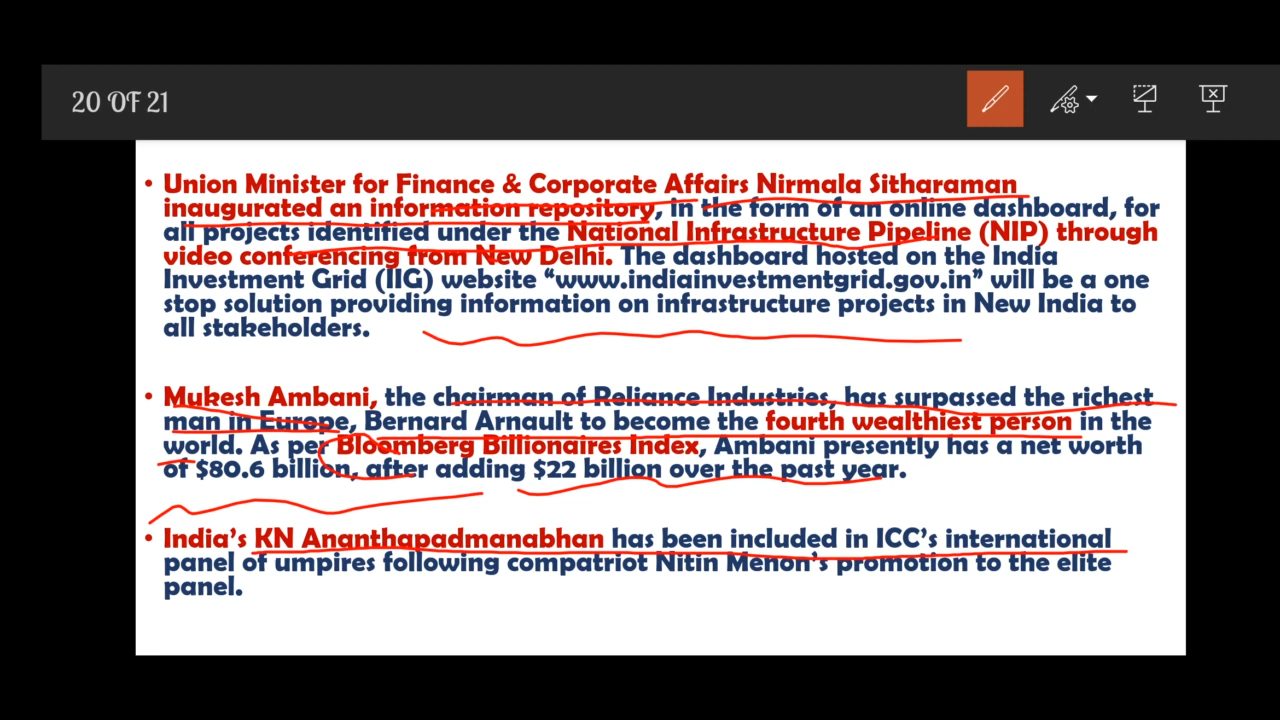 20 OF 21
• Union Minister for Finance & Corporate Affairs Nirmala Sitharaman
inaugurated an information repository, in the form of an online dashboard, for
all projects identified under the National Infrastructure Pipeline (NIP) through
video conferencing from New Delhi. The dashboard hosted on the India
Investment Grid (IIG) website “www.indiainvestmentgrid.gov.in” will be a one
stop solution providing information on infrastructure projects in New India to
all stakeholders.
• Mukesh Ambani, the chairman of Reliance Industries, has surpassed the richest
man in Europe, Bernard Arnault to become the fourth wealthiest person in the
world. As per Bloomberg Billionaires Index, Ambani presently has a net worth
of $80.6 billion, after adding $22 billion over the past year.
• India’s KN Ananthapadmanabhan has been included in ICC’s international
panel of umpires following compatriot Nitin Menon’s promotion to the elite
panel.